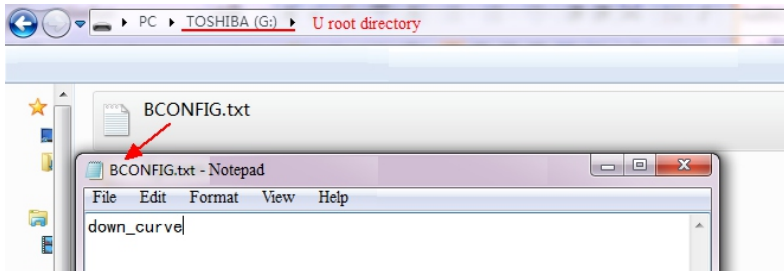 PC TOSHIBA (G:) U root directory
BCONFIG.txt
BCONFIG.txt - Notepad
File Edit Format View Help
down_curve